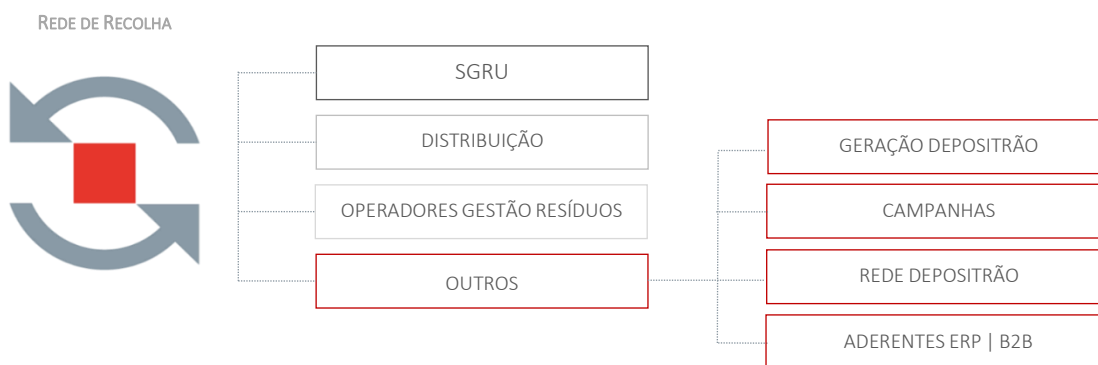 REDE DE RECOLHA
SGRU
DISTRIBUIÇÃO
OPERADORES GESTÃO RESÍDUOS
OUTROS
GERAÇÃO DEPOSITRÃO
CAMPANHAS
REDE DEPOSITRÃO
ADERENTES ERP | B2B